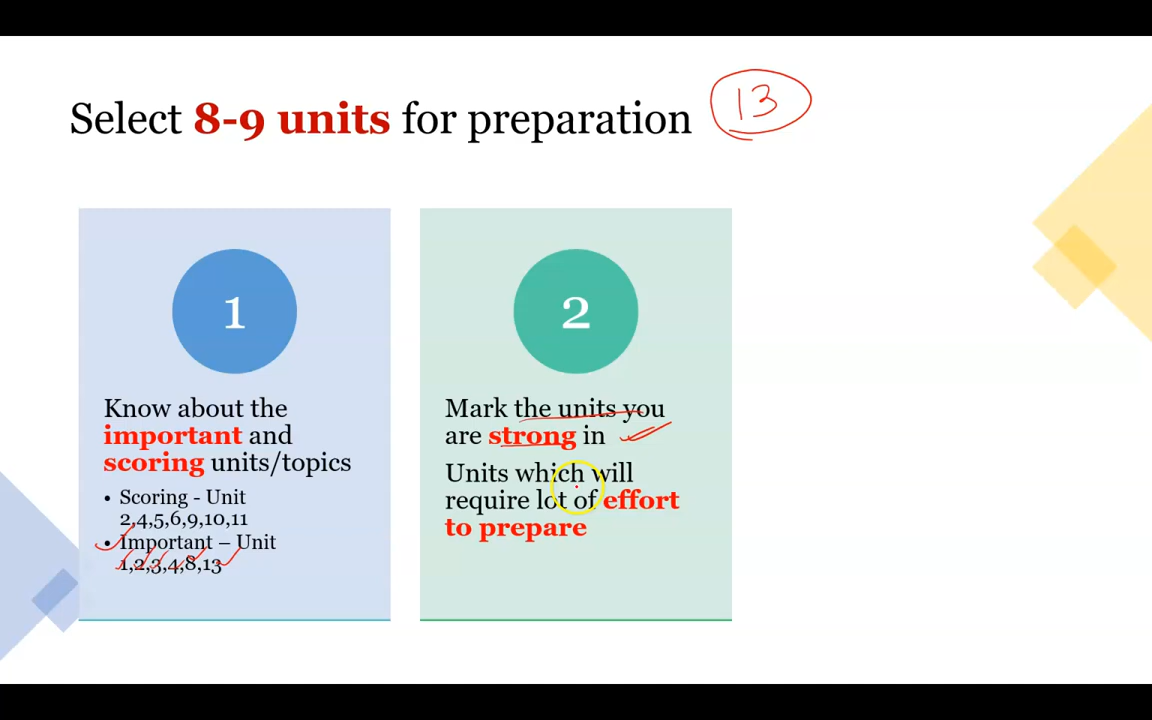 Select 8-9 units for preparation 13
1
Know about the
important and
scoring units/topics
• Scoring - Unit
2,4,5,6,9,10,11
• Important – Unit
1,2,3,4,8,13
2
Mark the units you
are strong in
Units which will
require lot of effort
to prepare